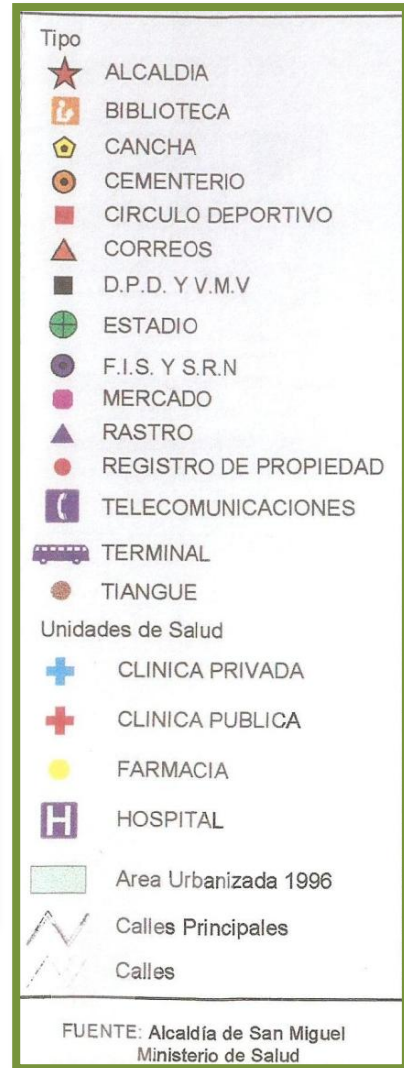 Tipo
ALCALDIA
BIBLIOTECA
CANCHA
CEMENTERIO
CIRCULO DEPORTIVO
CORREOS
D.P.D. Y V.M.V
ESTADIO
F.I.S. Y S.R.N
MERCADO
RASTRO
REGISTRO DE PROPIEDAD
TELECOMUNICACIONES
TERMINAL
TIANGUE
Unidades de Salud
CLINICA PRIVADA
CLINICA PUBLICA
FARMACIA
H HOSPITAL
Area Urbanizada 1996
Calles Principales
Calles
FUENTE: Alcaldía de San Miguel
Ministerio de Salud